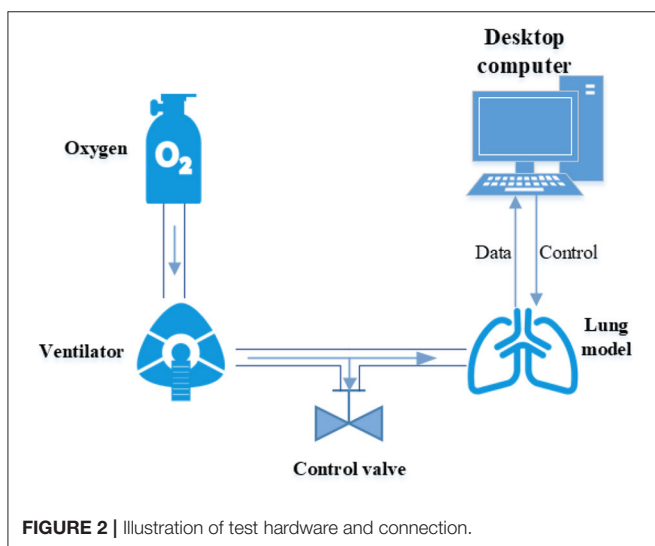 Desktop
computer
Oxygen
O2
Data
Control
Ventilator
Lung
model
Control valve
FIGURE 2 | Illustration of test hardware and connection.